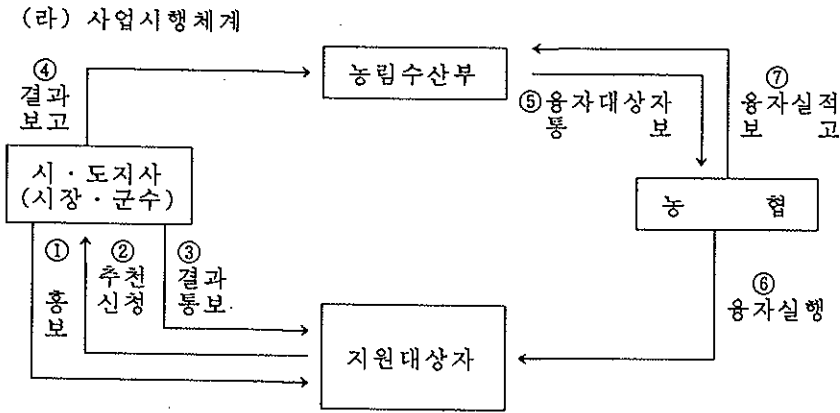 (라) 사업시행체계
농림수산부
④
결과
보고
⑤융자대상자
통 보
⑦
융자실적
보 고
시·도지사
(시장·군수)
농 협
①
홍
보
②
추천
신청
③
결과
통보
⑥
융자실행
지원대상자